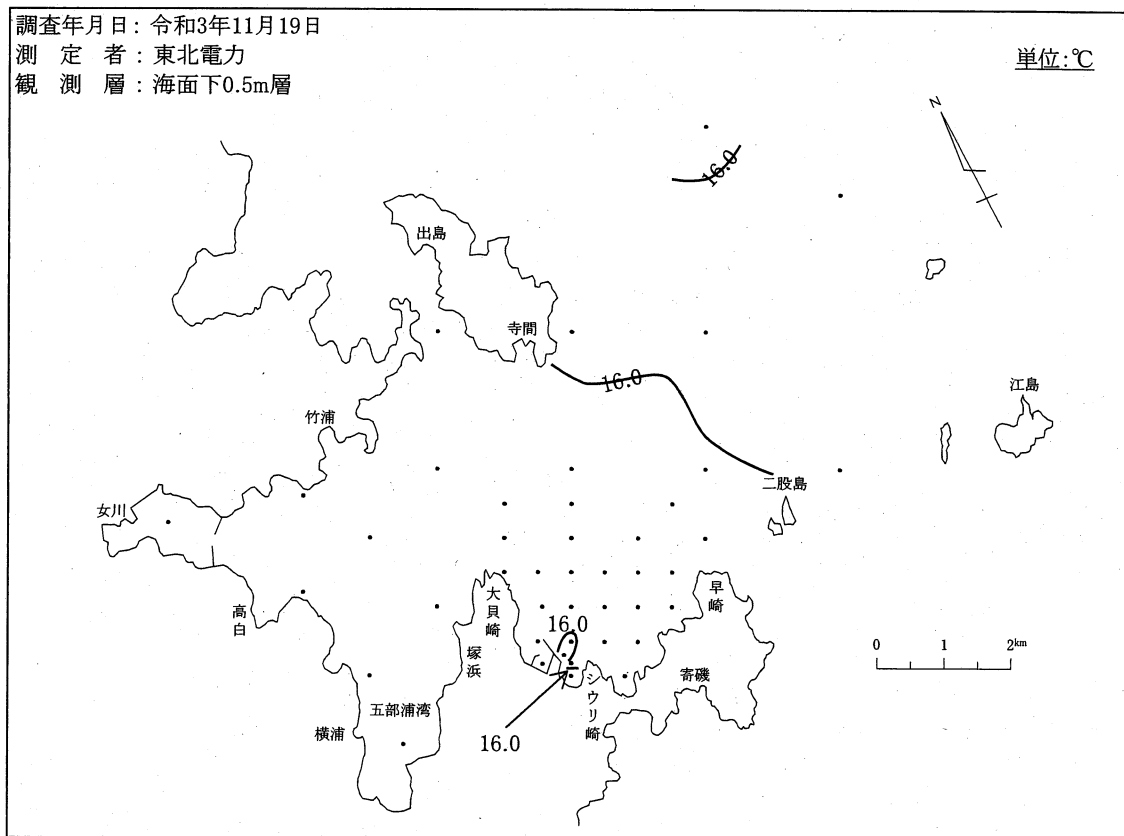 調査年月日：令和3年11月19日
測　定　者：東北電力
観　測　層：海面下0.5m層
単位：℃
N
16.0
出島
寺間
16.0
江島
竹浦
二股島
女川
大貝崎
早崎
高白
16.0
塚浜
シウリ崎
寄磯
0 1 2km
五部浦湾
横浦
16.0